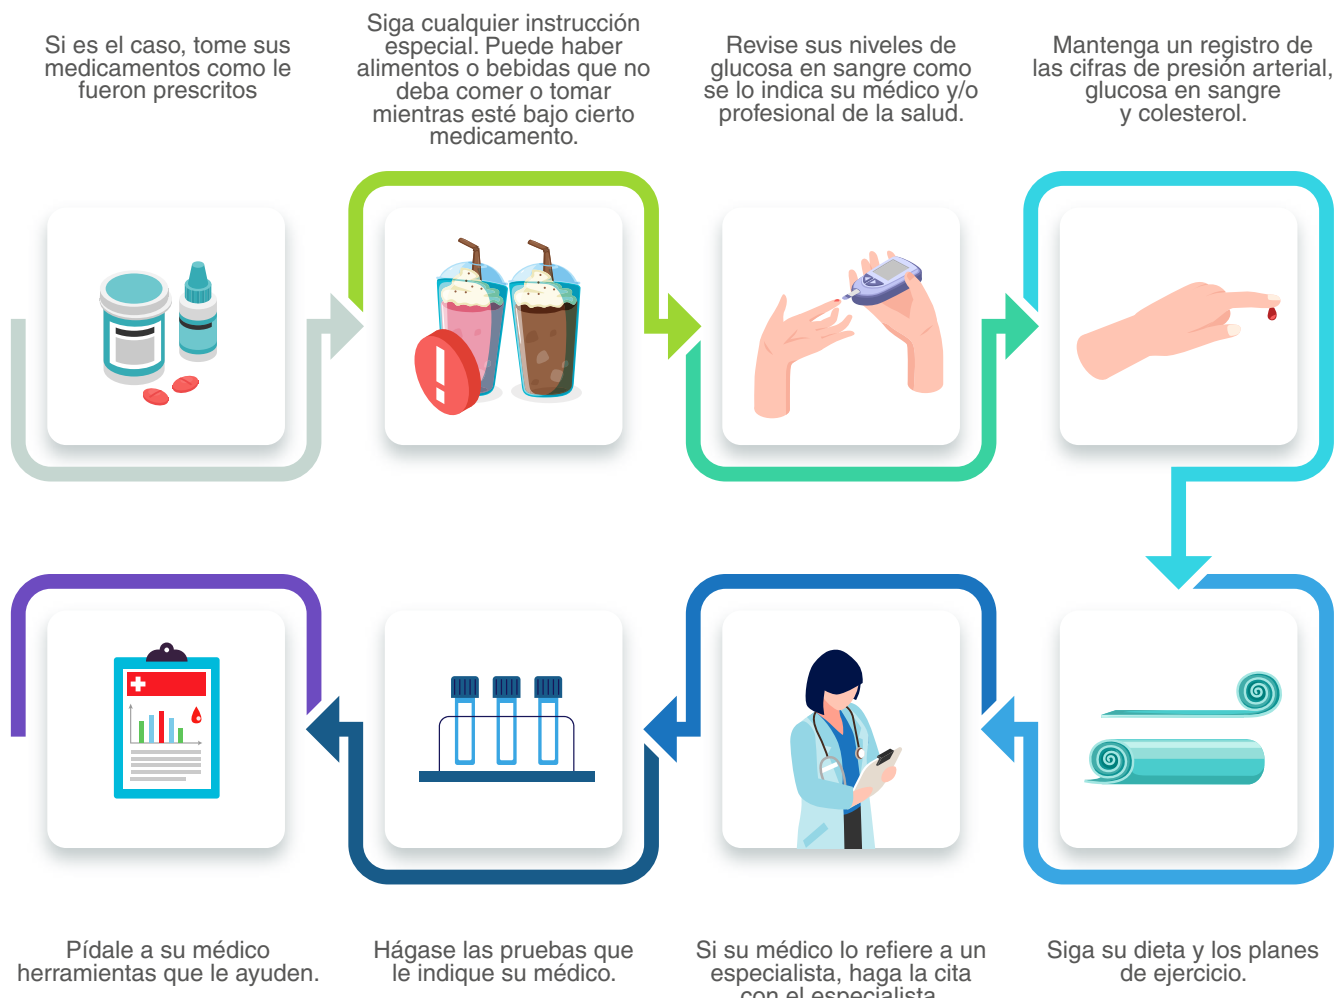 Si es el caso, tome sus
medicamentos como le
fueron prescritos
Siga cualquier instrucción
especial. Puede haber
alimentos o bebidas que no
deba comer o tomar
mientras esté bajo cierto
medicamento.
Revise sus niveles de
glucosa en sangre como
se lo indica su médico y/o
profesional de la salud.
Mantenga un registro de
las cifras de presión arterial,
glucosa en sangre
y colesterol.
Siga su dieta y los planes
de ejercicio.
Si su médico lo refiere a un
especialista, haga la cita
con el especialista
Hágase las pruebas que
le indique su médico.
Pídale a su médico
herramientas que le ayuden.